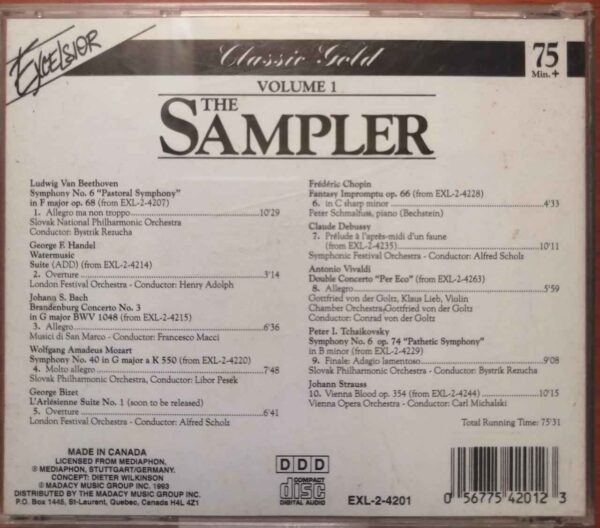 EXCELSIOR
Classic Gold
75
Min. +
VOLUME 1
THE
SAMPLER
Ludwig Van Beethoven
Symphony No. 6 "Pastoral Symphony"
in F major op. 68 (from EXL-2-4207)
1. Allegro ma non troppo 10'29
Slovak National Philharmonic Orchestra
Conductor Bystrik Rezucha
George F. Handel
Watermusic
Suite (ADD) (from EXL-2-4214)
2. Overture 3'14
London Festival Orchestra - Conductor: Henry Adolph
Johann S. Bach
Brandenburg Concerto No. 3
in G major BWV 1048 (from EXL-2-4215)
3. Allegro 6'36
Musici di San Marco - Conductor: Francesco Macci
Wolfgang Amadeus Mozart
Symphony No. 40 in G major a K 550 (from EXL-2-4220)
4. Molto allegro 7'48
Slovak Philharmonic Orchestra, Conductor: Libor Pesek
George Bizet
L'Arlésienne Suite No. 1 (soon to be released)
5. Overture 6'41
London Festival Orchestra - Conductor: Alfred Schols
Frédéric Chopin
Fantasy Impromptu op. 66 (from EXL-2-4228)
6. in C sharp minor 4'33
Peter Schmalfuss, piano (Bechstein)
Claude Debussy
7. Prélude à l'après-midi d'un faune
(from EXL-2-4235) 10'11
Symphonic Festival Orchestra - Conductor: Alfred Schols
Antonio Vivaldi
Double Concerto "Per Eco" (from EXL-2-4263)
8. Allegro 5'59
Gottfried von der Goltz, Klaus Lieb, Violin
Chamber Orchestra, Gottfried von der Goltz
Conductor: Conrad von der Goltz
Peter I. Tchaikovsky
Symphony No. 6 op. 74 "Pathetic Symphony"
in B minor (from EXL-2-4229)
9. Finale: Adagio lamentoso 9'08
Slovak Philharmonic Orchestra - Conductor: Bystrik Rezucha
Johann Strauss
10. Vienna Blood op. 354 (from EXL-2-4244) 10'15
Vienna Opera Orchestra - Conductor: Carl Michalski
Total Running Time: 75'31
MADE IN CANADA
LICENSED FROM MEDIAPHON,
℗ MEDIAPHON, STUTTGART/GERMANY.
CONCEPT: DIETER WILKINSON
© MADACY MUSIC GROUP INC. 1993
DISTRIBUTED BY THE MADACY MUSIC GROUP INC.
P.O. Box 1445, St-Laurent, Quebec, Canada H4L 4Z1
DDD
COMPACT
disc
DIGITAL AUDIO
EXL-2-4201
0 56775 42012 3